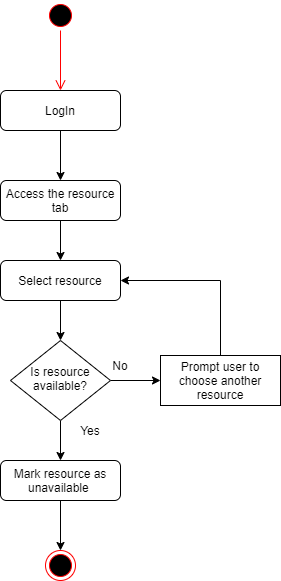 LogIn
Access the resource
tab
Select resource
Is resource
available?
No
Prompt user to
choose another
resource
Yes
Mark resource as
unavailable